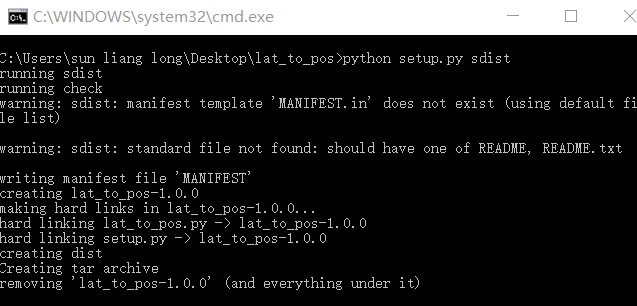 C:\WINDOWS\system32\cmd.exe
C:\Users\sun liang long\Desktop\lat_to_pos>python setup.py sdist
running sdist
running check
warning: sdist: manifest template 'MANIFEST.in' does not exist (using default fi
le list)
warning: sdist: standard file not found: should have one of README, README.txt
writing manifest file 'MANIFEST'
creating lat_to_pos-1.0.0
making hard links in lat_to_pos-1.0.0...
hard linking lat_to_pos.py -> lat_to_pos-1.0.0
hard linking setup.py -> lat_to_pos-1.0.0
creating dist
Creating tar archive
removing 'lat_to_pos-1.0.0' (and everything under it)